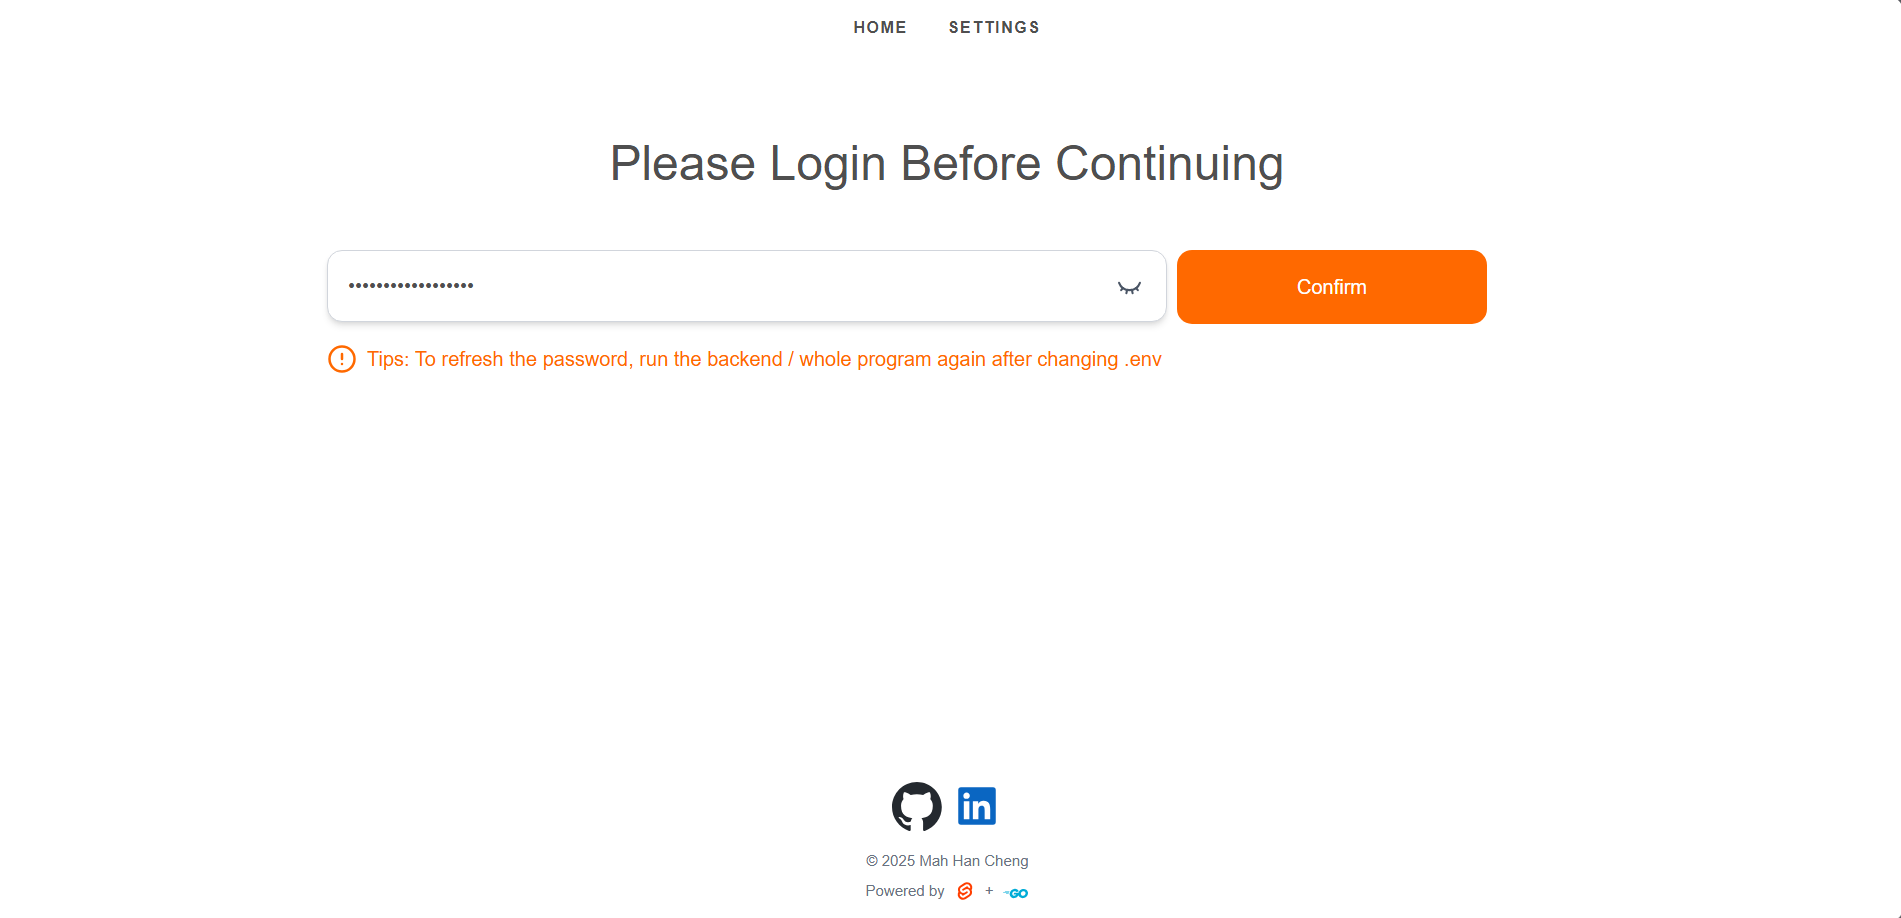 HOME SETTINGS
Please Login Before Continuing
••••••••••••••••••
Confirm
Tips: To refresh the password, run the backend / whole program again after changing .env
in
© 2025 Mah Han Cheng
Powered by + GO